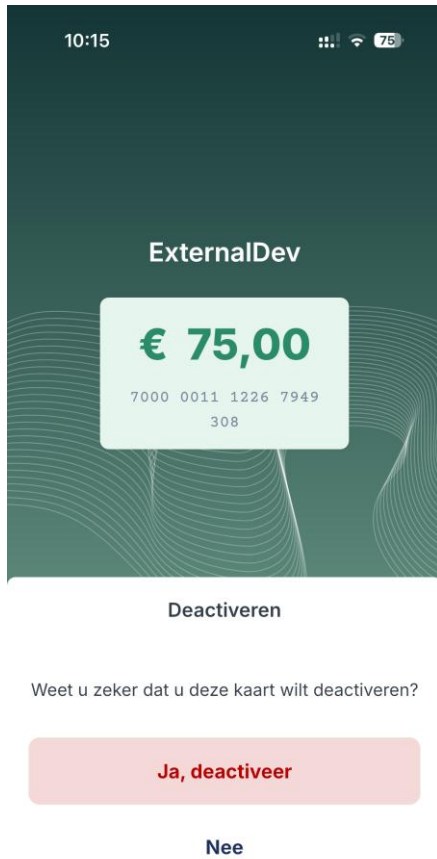 10:15
75
ExternalDev
€ 75,00
7000 0011 1226 7949
308
Deactiveren
Weet u zeker dat u deze kaart wilt deactiveren?
Ja, deactiveer
Nee